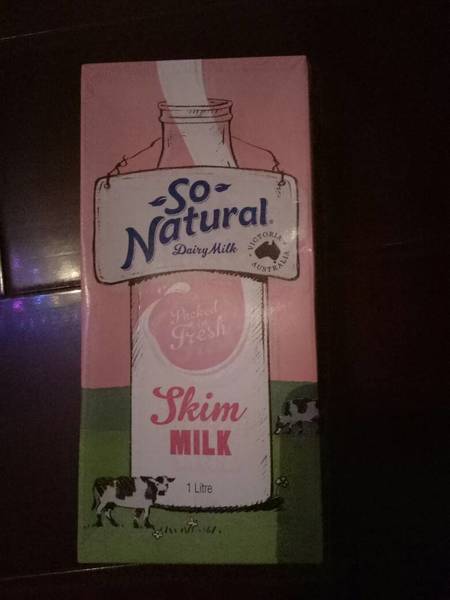 So
Natural
Dairy Milk
VICTORIA
AUSTRALIA
Packed
Fresh
Skim
MILK
1 Litre